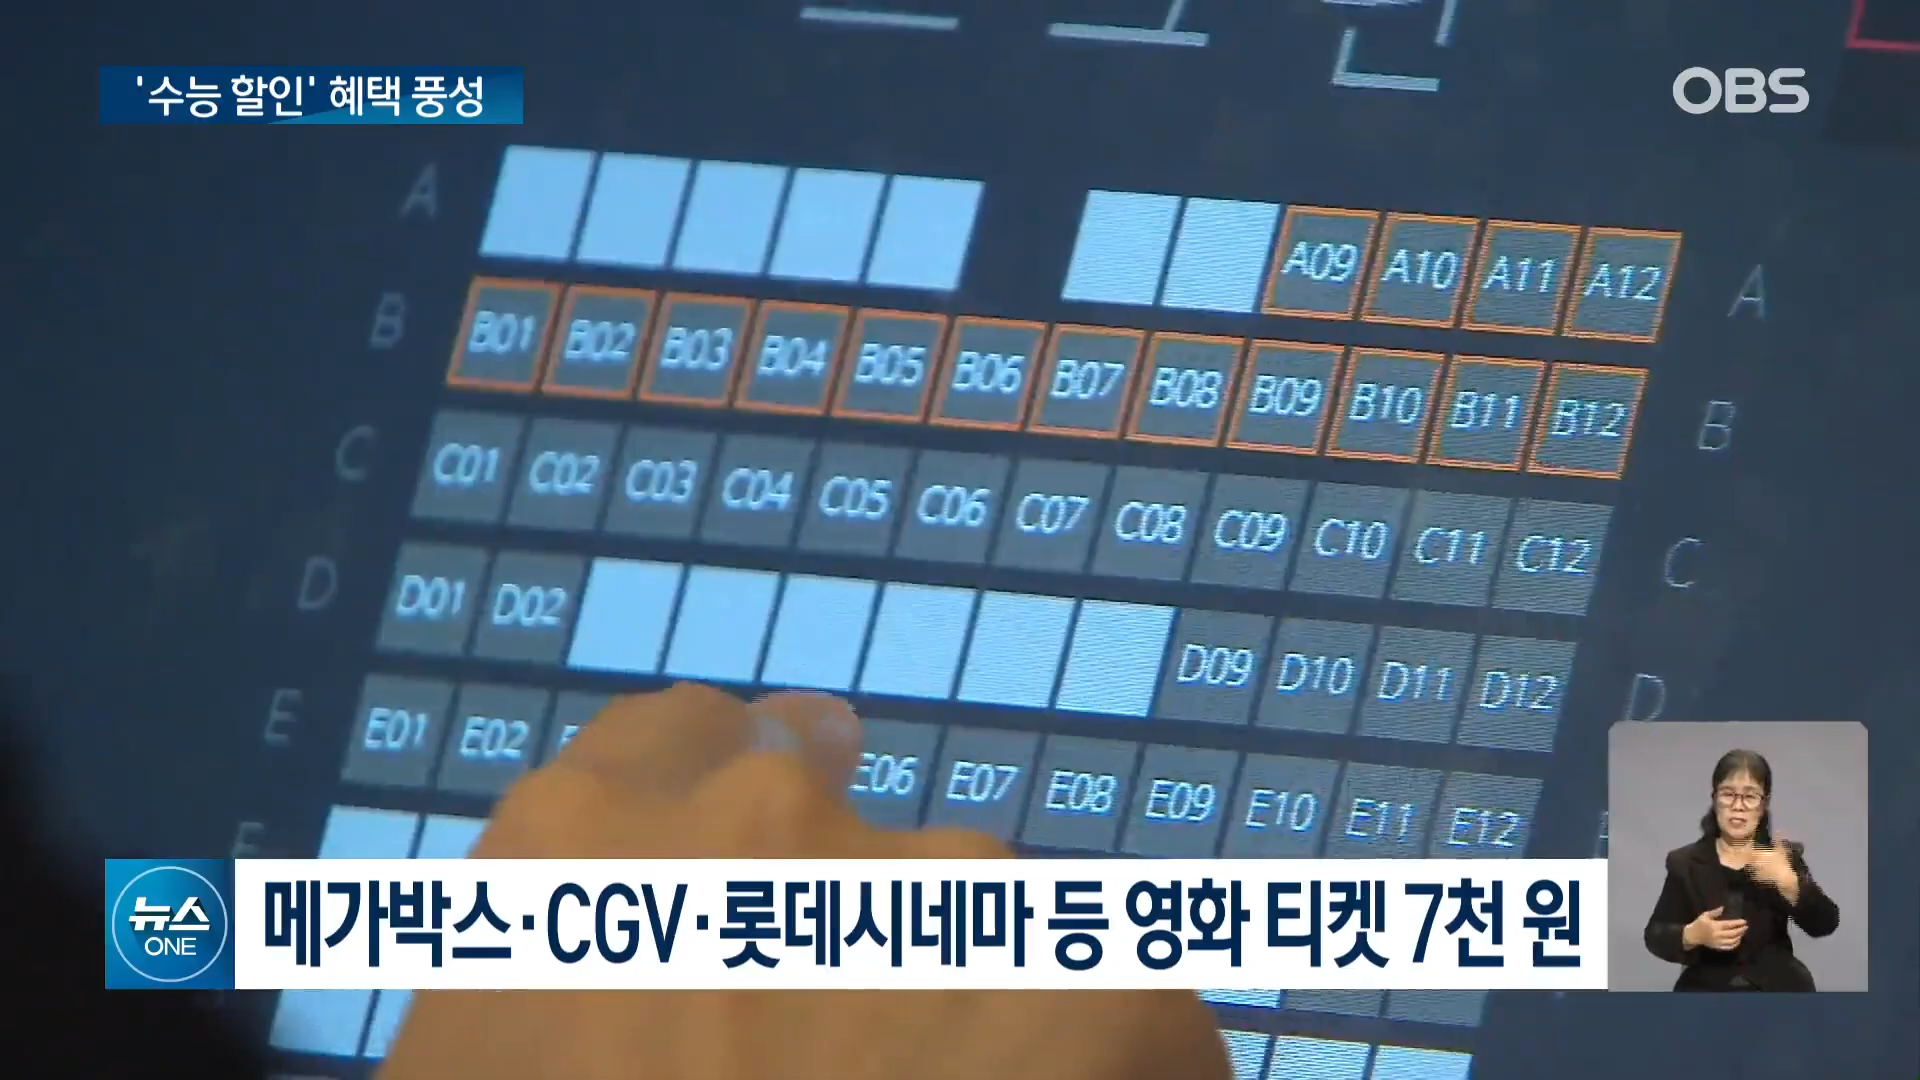 '수능 할인' 혜택 풍성
OBS
A A09 A10 A11 A12 A
B B01 B02 B03 B04 B05 B06 B07 B08 B09 B10 B11 B12 B
C C01 C02 C03 C04 C05 C06 C07 C08 C09 C10 C11 C12 C
D D01 D02 D09 D10 D11 D12 D
E E01 E02 E06 E07 E08 E09 E10 E11 E12
뉴스 ONE
메가박스·CGV·롯데시네마 등 영화 티켓 7천 원